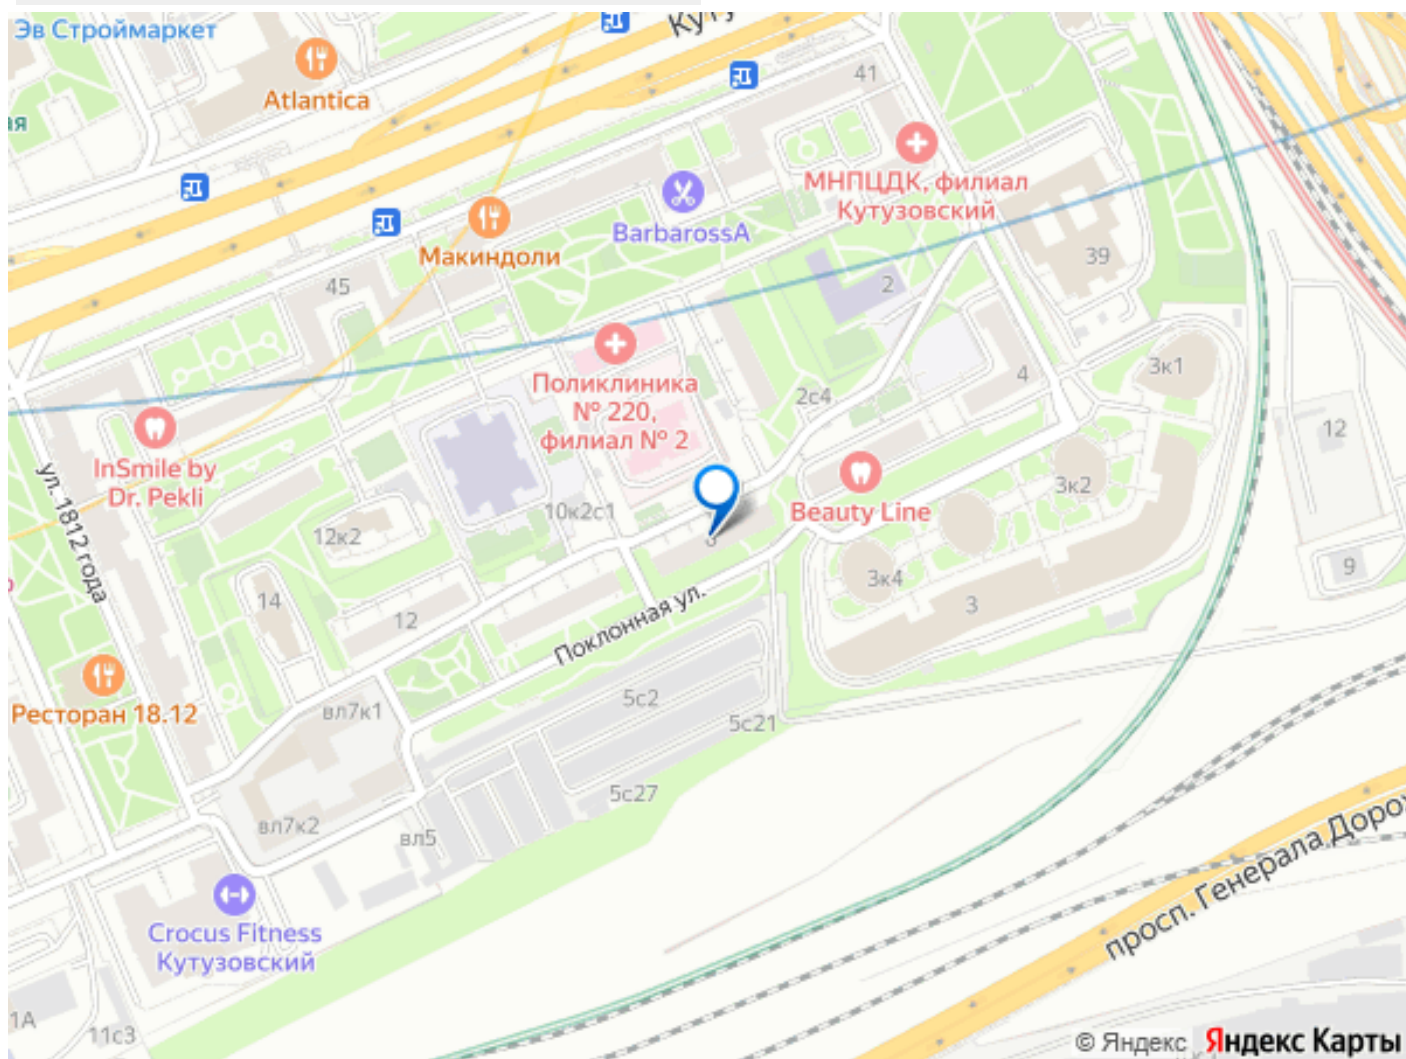 Эв Строймаркет
Atlantica
41
МНПЦДК, филиал
Кутузовский
BarbarossA
Макиндоли
39
45
2
Поликлиника
№ 220,
филиал № 2
3к1
4
2с4
12
InSmile by
Dr. Pekli
ул. 1812 года
3к2
Beauty Line
10к2с1
12к2
9
3к4
14
3
12
Поклонная ул.
5с2
Ресторан 18.12
вл7к1
5с21
5с27
вл7к2
вл5
просп. Генерала Доро
Crocus Fitness
Кутузовский
1А
11с3
© Яндекс Яндекс Карты